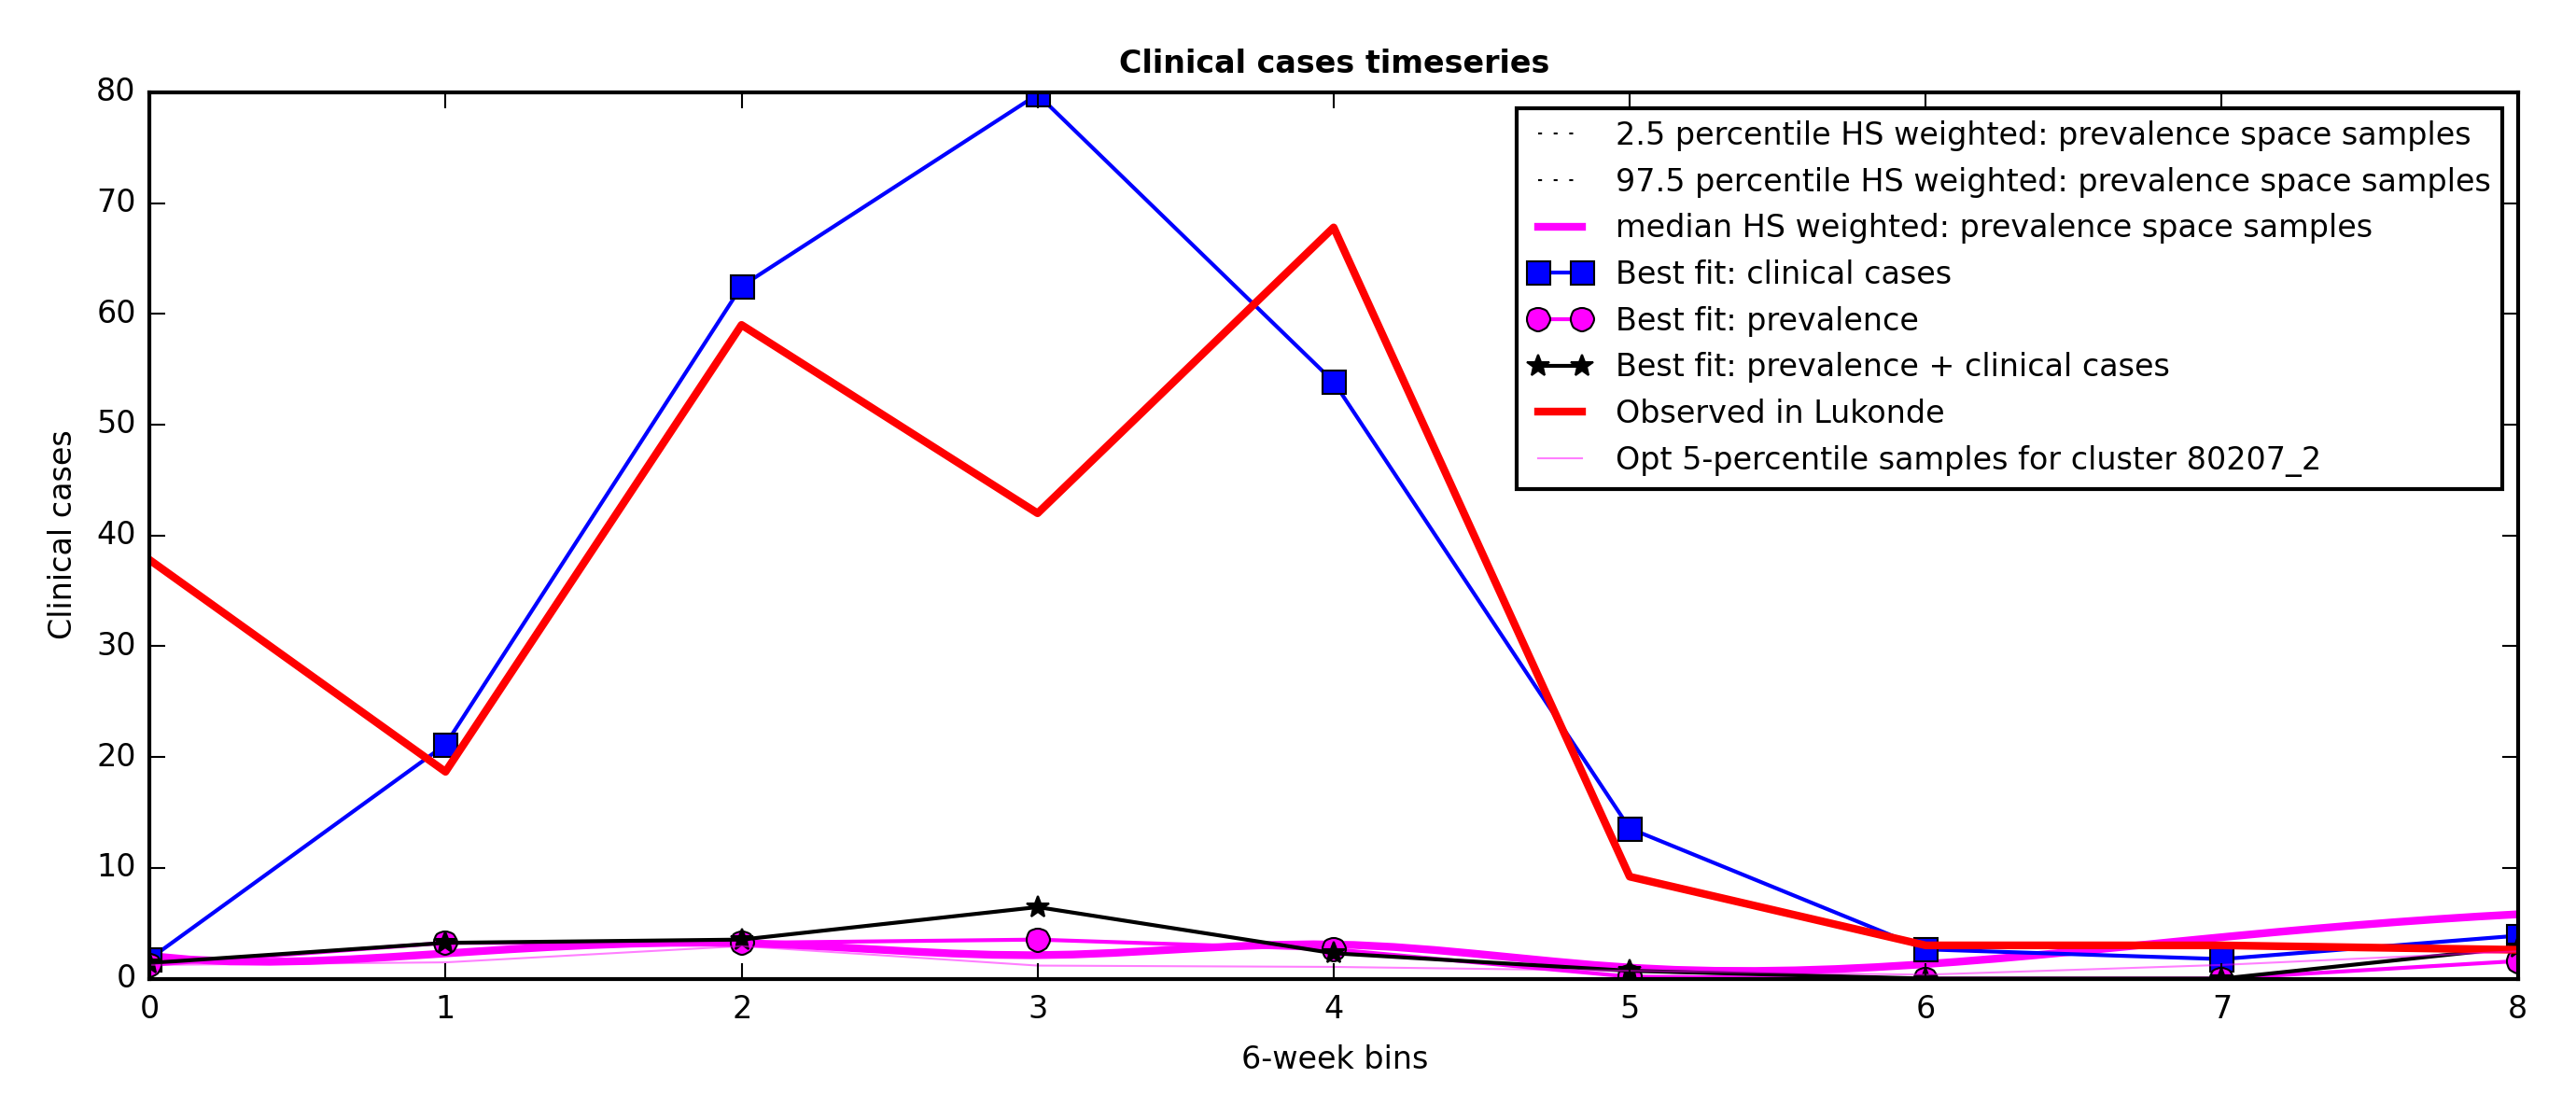 Clinical cases timeseries
80
70
60
50
40
30
20
10
0
Clinical cases
2.5 percentile HS weighted: prevalence space samples
97.5 percentile HS weighted: prevalence space samples
median HS weighted: prevalence space samples
Best fit: clinical cases
Best fit: prevalence
Best fit: prevalence + clinical cases
Observed in Lukonde
Opt 5-percentile samples for cluster 80207_2
0 1 2 3 4 5 6 7 8
6-week bins